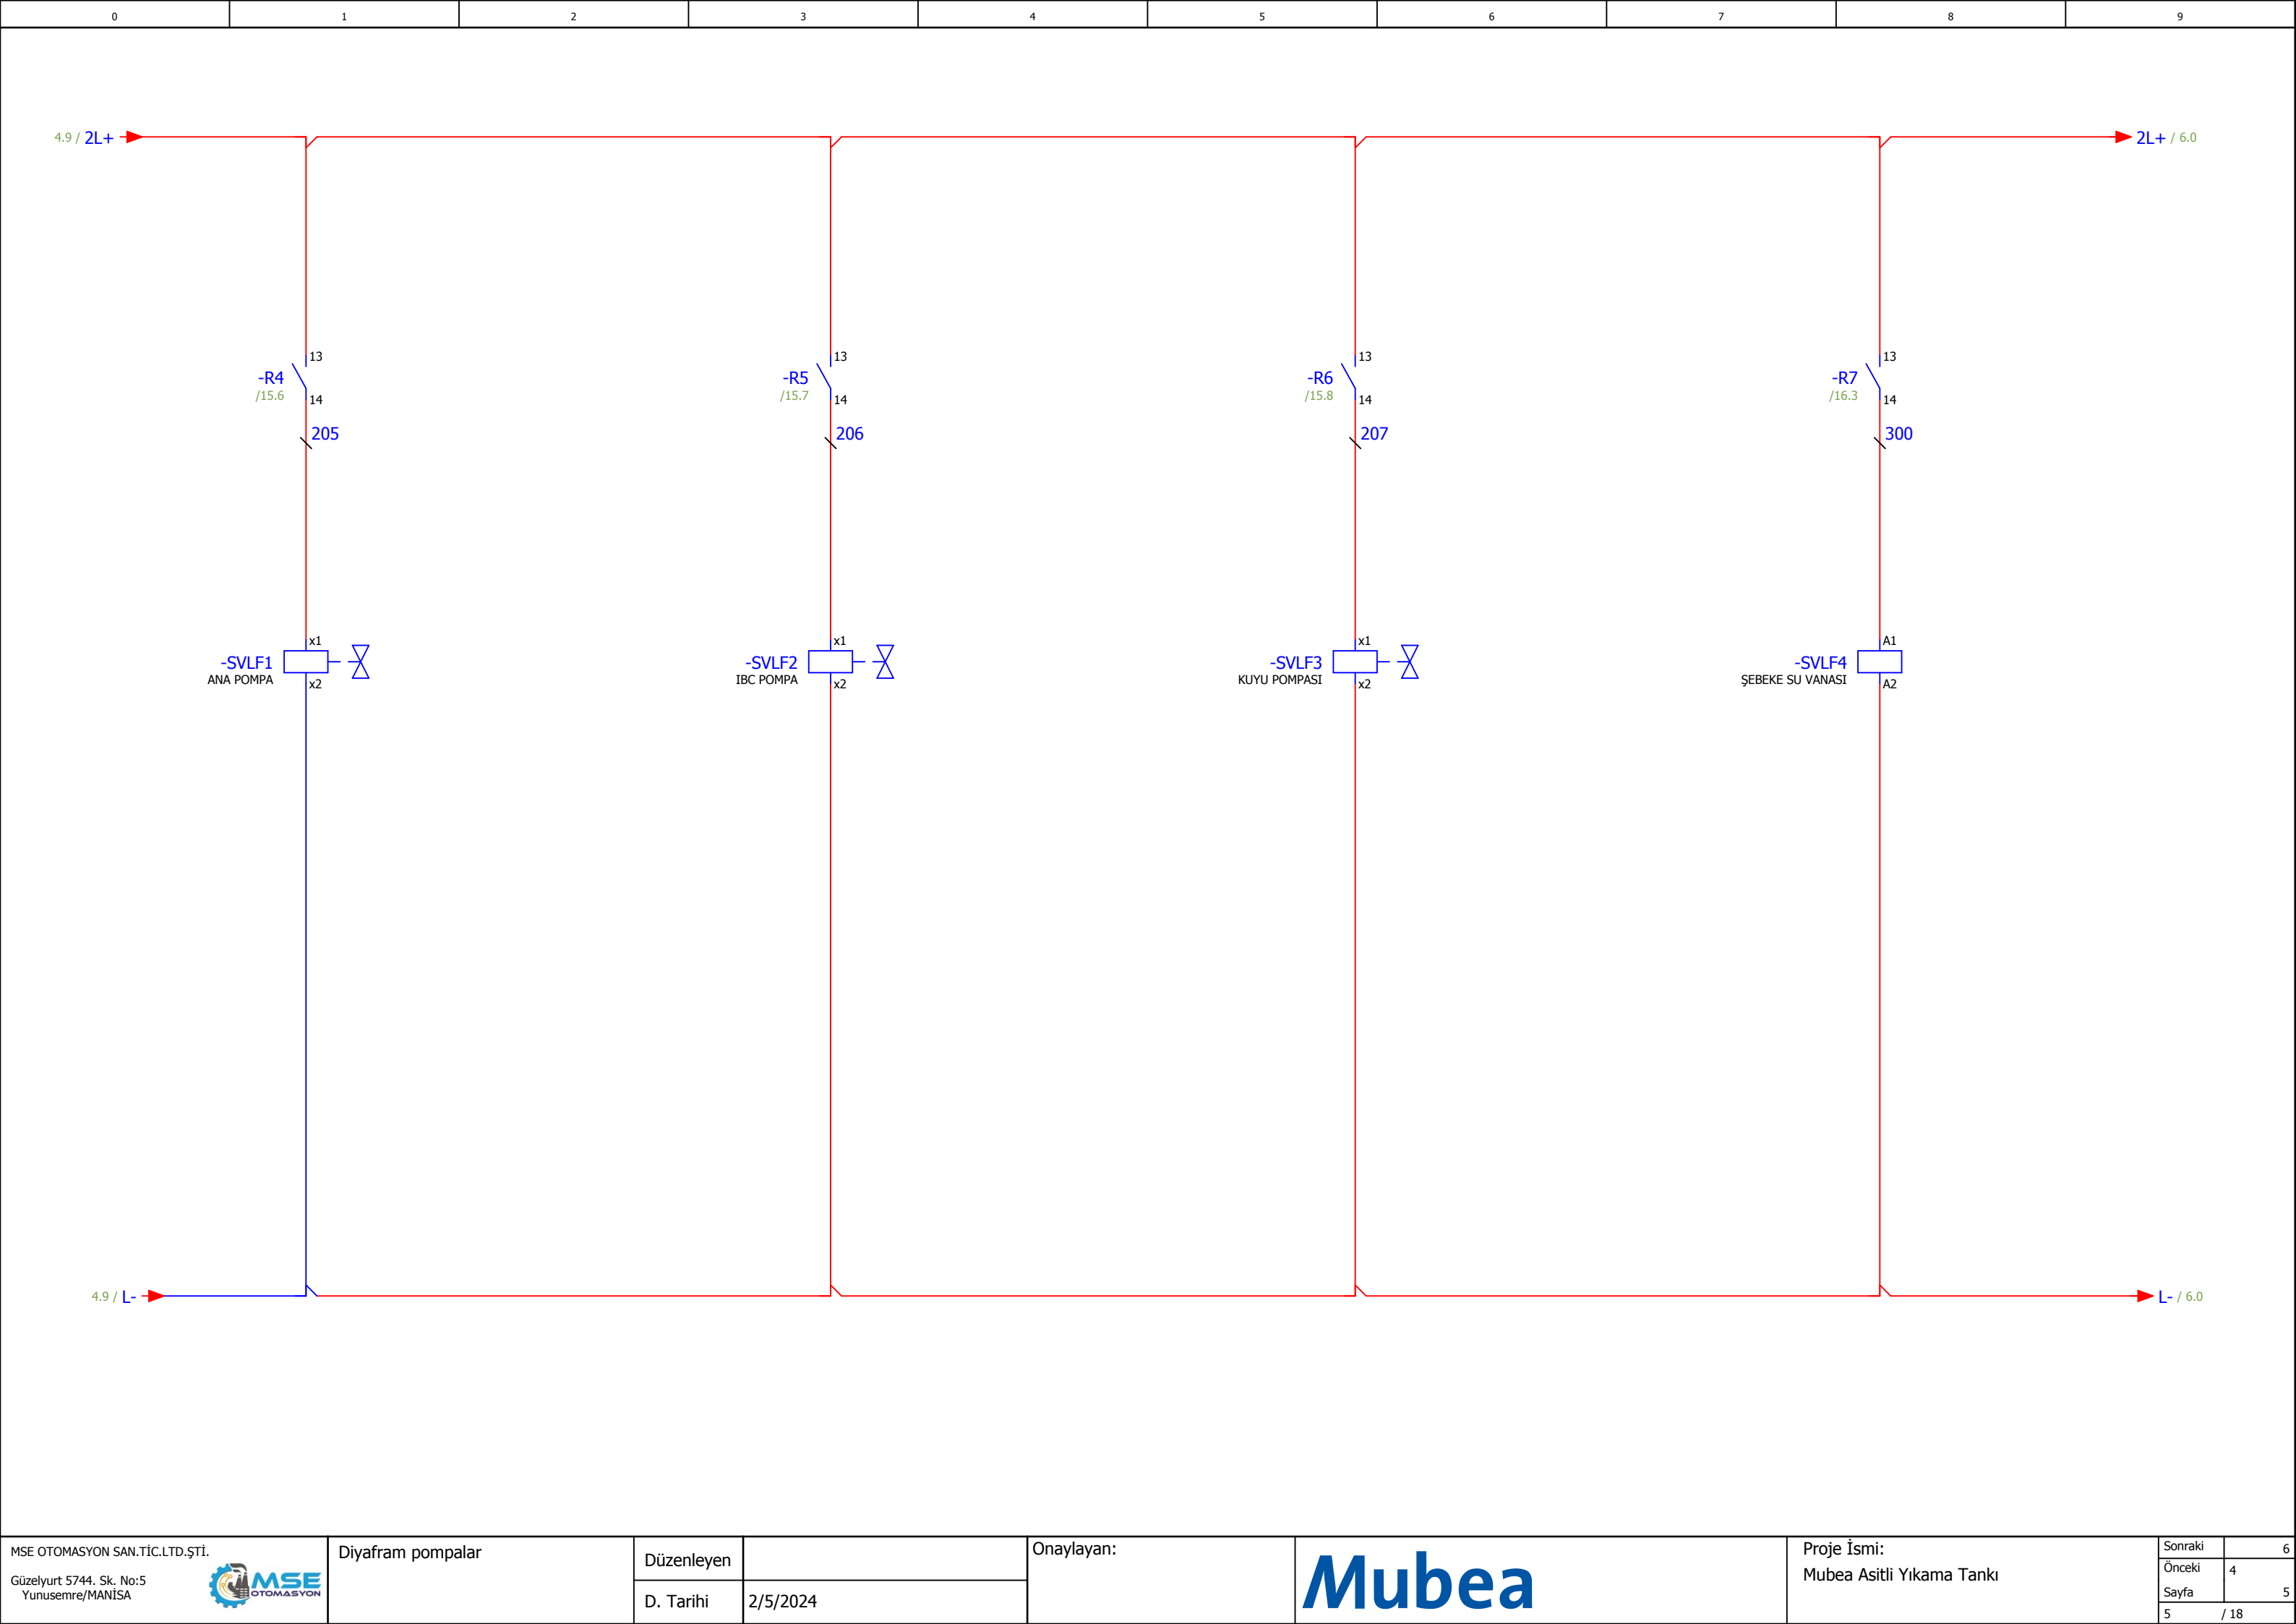 0 1 2 3 4 5 6 7 8 9
4.9 / 2L+ 2L+ / 6.0
13 13 13 13
-R4 -R5 -R6 -R7
/15.6 /15.7 /15.8 /16.3
14 14 14 14
205 206 207 300
x1 x1 x1 A1
-SVLF1 -SVLF2 -SVLF3 -SVLF4
ANA POMPA IBC POMPA KUYU POMPASI ŞEBEKE SU VANASI
x2 x2 x2 A2
4.9 / L- L- / 6.0
MSE OTOMASYON SAN.TİC.LTD.ŞTİ.
Güzelyurt 5744. Sk. No:5
Yunusemre/MANİSA
MSE
OTOMASYON
Diyafram pompalar
Düzenleyen
D. Tarihi 2/5/2024
Onaylayan:
Mubea
Proje İsmi:
Mubea Asitli Yıkama Tankı
Sonraki 6
Önceki 4
Sayfa 5
5 / 18